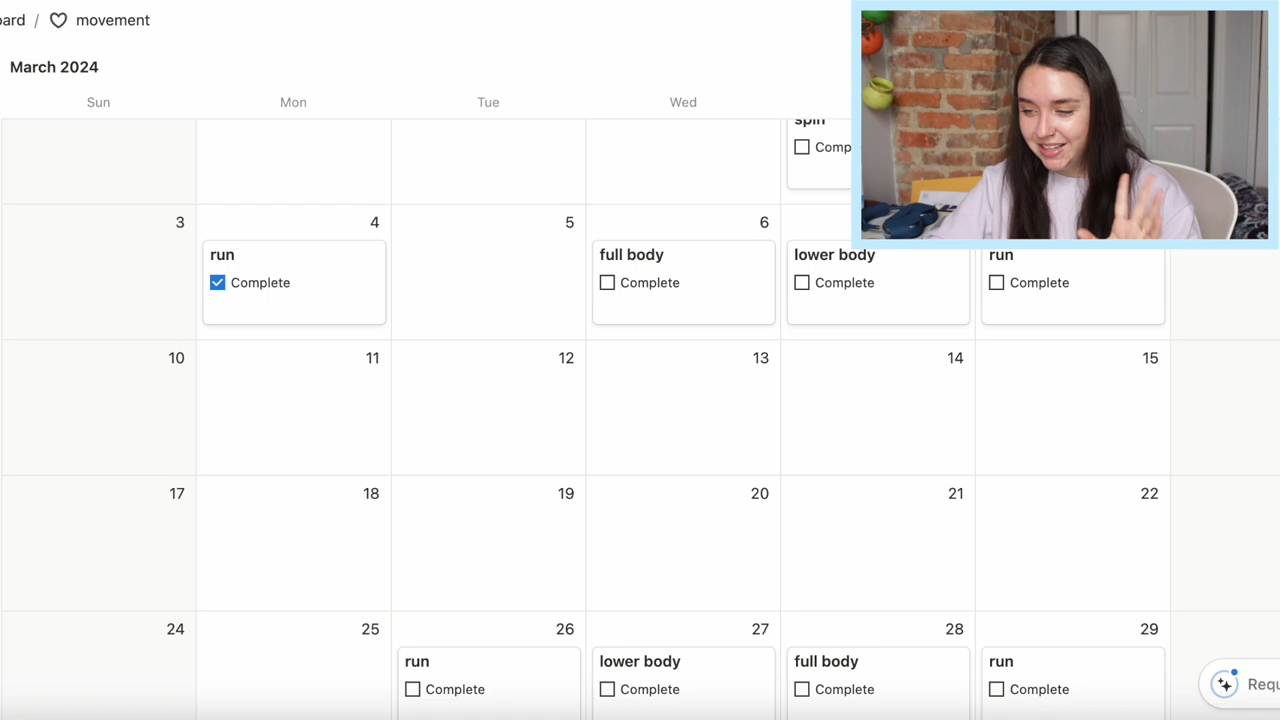 oard / movement
March 2024
Sun Mon Tue Wed
spin
Comp
3 4 5 6
run full body lower body run
Complete Complete Complete Complete
10 11 12 13 14 15
17 18 19 20 21 22
24 25 26 27 28 29
run lower body full body run
Complete Complete Complete Complete
Requ